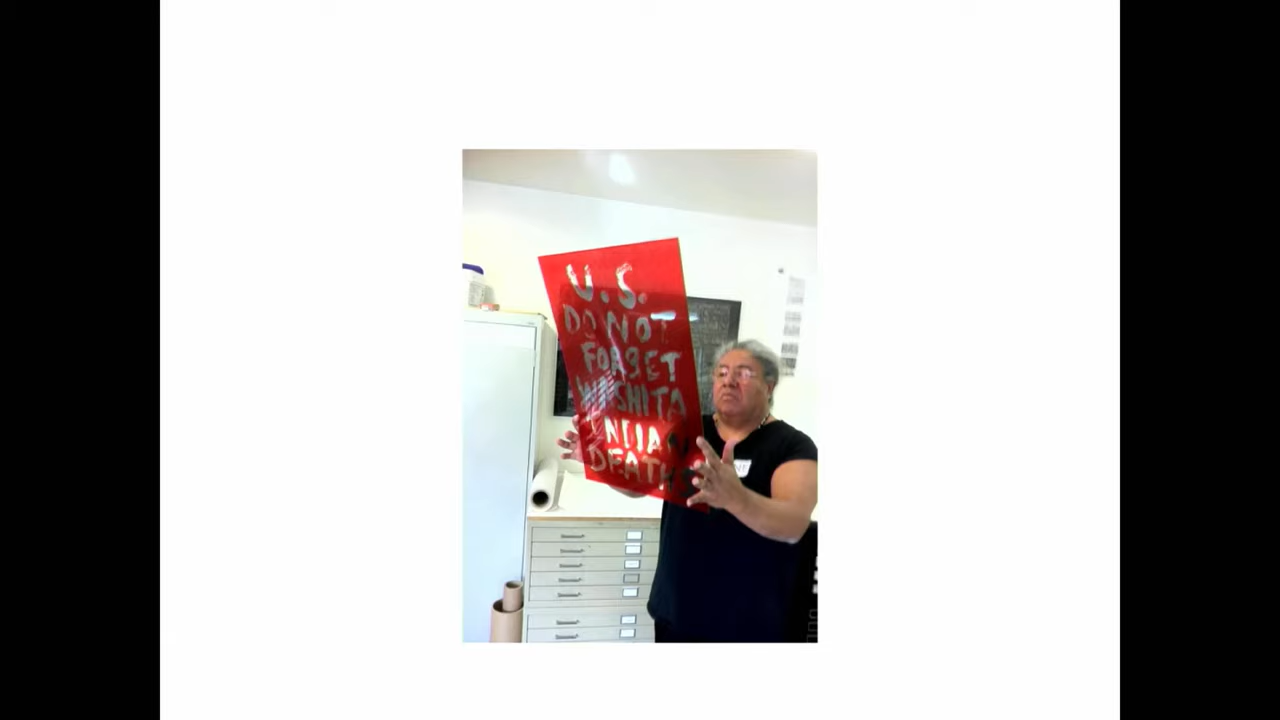 U.S.
DO NOT
FORGET
WASHITA
INDIAN
DEATHS